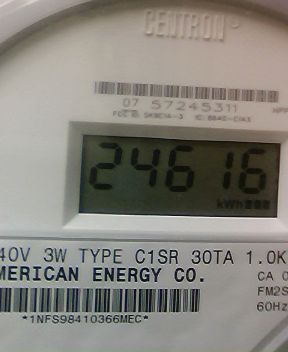 CENTRON
07 57245311
24616
kWh
40V 3W TYPE C1SR 30TA 1.0K
MERICAN ENERGY CO.
CA 0
FM2S
60Hz
*1NFS98410366MEC*